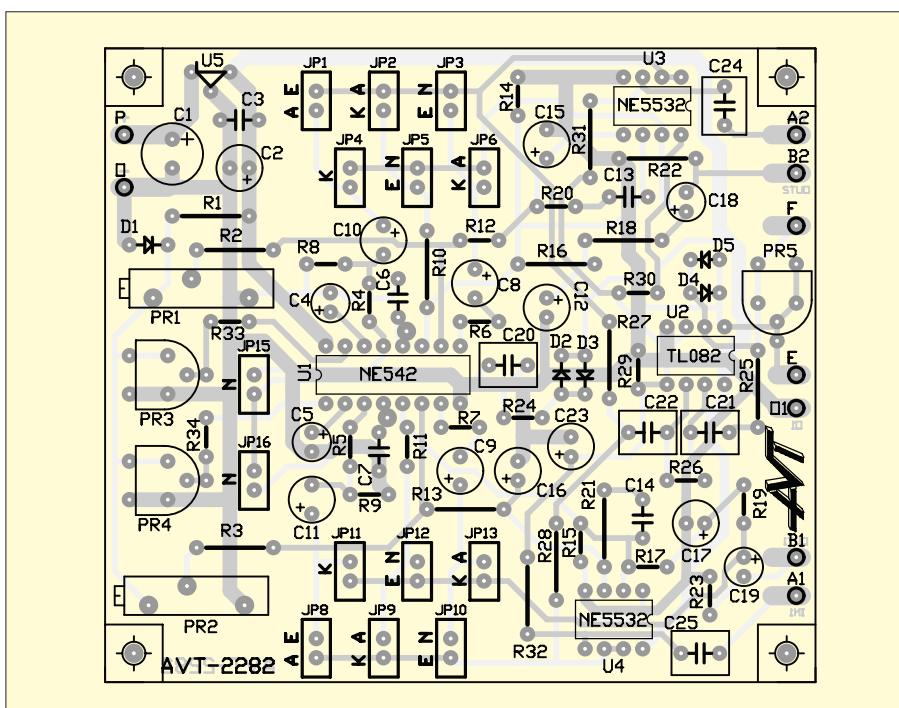 U5
JP1
JP2
JP3
U3
C24
E
A
N
A
K
E
R14
NE5532
C3
C1
C15
R31
P
A2
C2
JP4
JP5
JP6
R22
B2
O
C13
K
N
A
E
K
STUO
R1
R20
C18
F
D1
R2
C10
R12
R18
D5
R8
R10
R16
PR5
C6
C8
R30
D4
C4
R4
C12
PR1
R33
R6
R27
U2
JP15
C20
D2
D3
U1
NE542
TL082
R29
R25
E
N
PR3
R24
C22
C21
O1
C5
R7
C23
R34
R5
R11
JP16
C9
AVT
C7
R26
N
C14
R21
R9
C16
R19
PR4
C11
R13
R28
R15
C17
R3
JP11
JP12
JP13
B1
K
N
A
E
K
R17
C19
R23
A1
IN1
JP8
JP9
JP10
NE5532
C25
PR2
E
A
N
A
K
E
R32
U4
AVT-2282